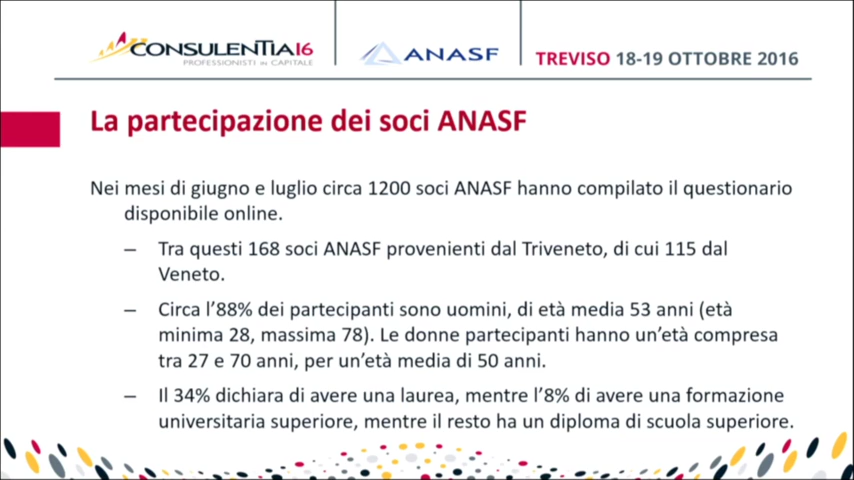 CONSULENTIA16
PROFESSIONISTI IN CAPITALE
ANASF
TREVISO 18-19 OTTOBRE 2016
La partecipazione dei soci ANASF
Nei mesi di giugno e luglio circa 1200 soci ANASF hanno compilato il questionario
disponibile online.
– Tra questi 168 soci ANASF provenienti dal Triveneto, di cui 115 dal
Veneto.
– Circa l'88% dei partecipanti sono uomini, di età media 53 anni (età
minima 28, massima 78). Le donne partecipanti hanno un'età compresa
tra 27 e 70 anni, per un'età media di 50 anni.
– Il 34% dichiara di avere una laurea, mentre l'8% di avere una formazione
universitaria superiore, mentre il resto ha un diploma di scuola superiore.